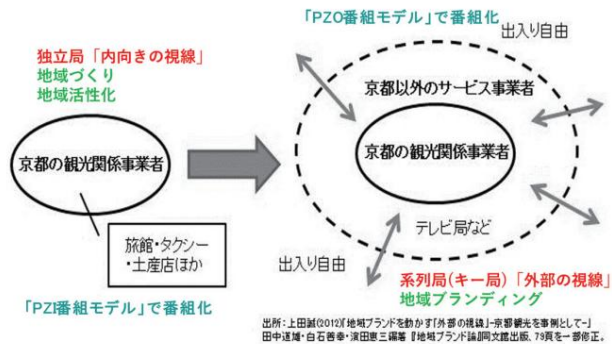 「PZO番組モデル」で番組化
出入り自由
独立局「内向きの視線」
地域づくり
地域活性化
京都以外のサービス事業者
京都の観光関係事業者
京都の観光関係事業者
旅館・タクシー
・土産店ほか
テレビ局など
出入り自由
系列局(キー局)「外部の視線」
地域ブランディング
「PZI番組モデル」で番組化
出所：上田誠(2012)「地域ブランドを動かす「外部の視線」-京都観光を事例として-」
田中道雄・白石善章・濱田恵三編著『地域ブランド論』同文舘出版、79頁を一部修正。